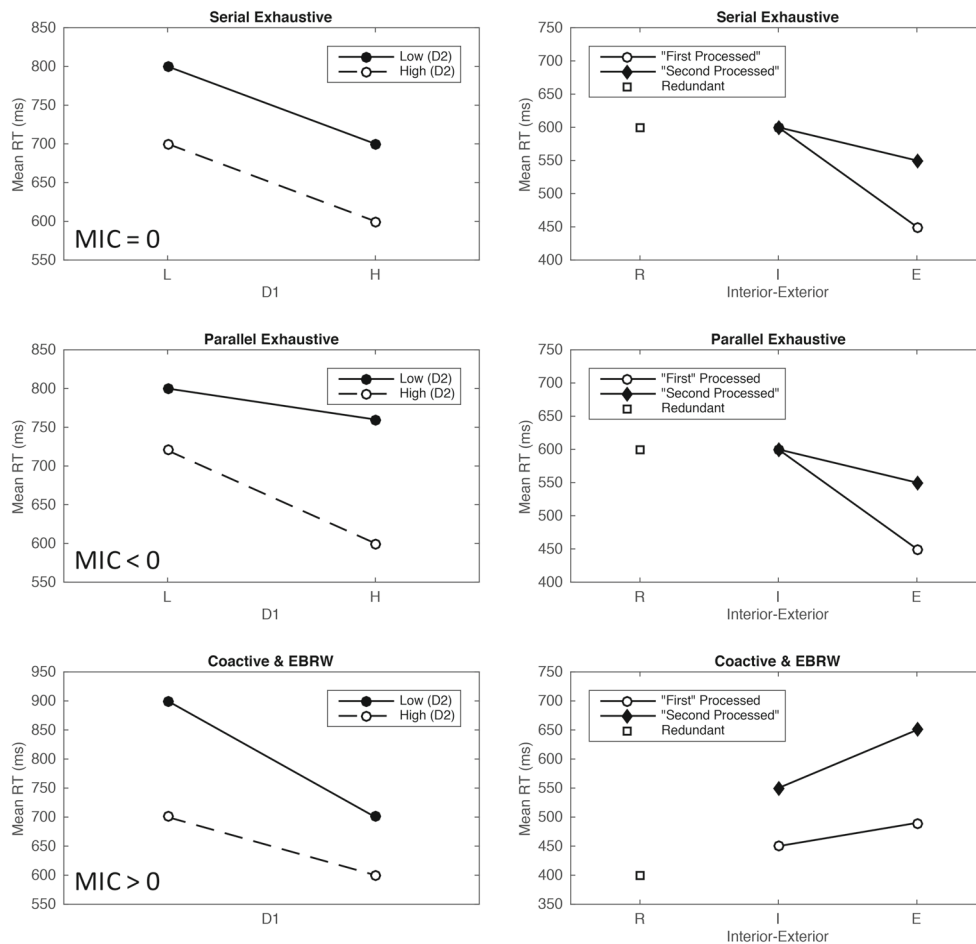 Serial Exhaustive
850
800
750
700
650
600
550
Mean RT (ms)
Low (D2)
High (D2)
MIC = 0
L
H
D1
Serial Exhaustive
750
700
650
600
550
500
450
400
Mean RT (ms)
"First Processed"
"Second Processed"
Redundant
R
I
E
Interior-Exterior
Parallel Exhaustive
850
800
750
700
650
600
550
Mean RT (ms)
Low (D2)
High (D2)
MIC < 0
L
H
D1
Parallel Exhaustive
750
700
650
600
550
500
450
400
Mean RT (ms)
"First" Processed
"Second Processed"
Redundant
R
I
E
Interior-Exterior
Coactive & EBRW
950
900
850
800
750
700
650
600
550
500
Mean RT (ms)
Low (D2)
High (D2)
MIC > 0
D1
Coactive & EBRW
750
700
650
600
550
500
450
400
350
Mean RT (ms)
"First" Processed
"Second Processed"
Redundant
R
I
E
Interior-Exterior